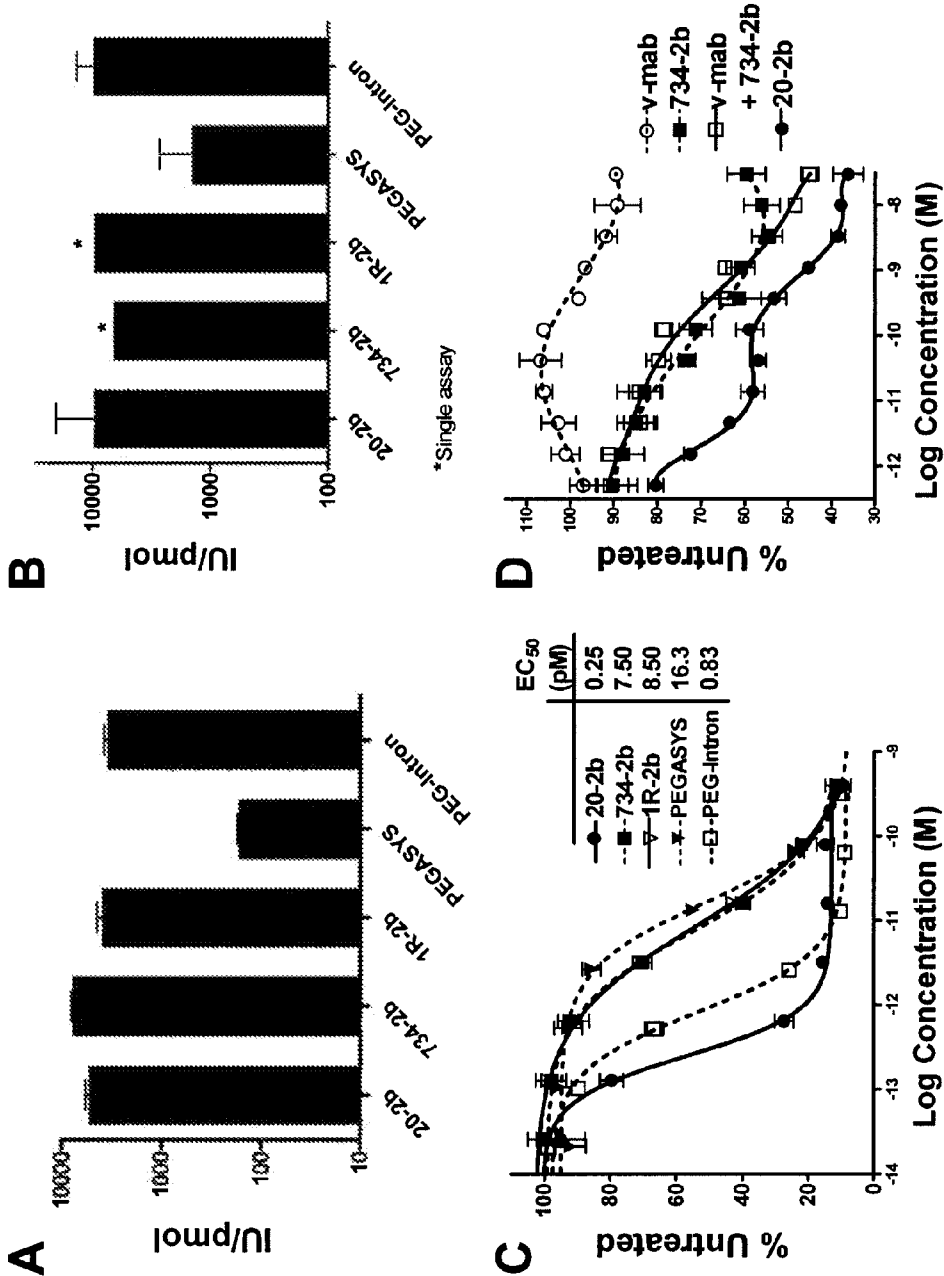 A
IU/pmol
10000
1000
100
10
20-2b
734-2b
1R-2b
PEGASYS
PEG-Intron
B
IU/pmol
10000
1000
100
*
*
20-2b
734-2b
1R-2b
PEGASYS
PEG-Intron
*Single assay
C
% Untreated
100
80
60
40
20
0
-14
-13
-12
-11
-10
-9
Log Concentration (M)
EC50
(pM)
20-2b 0.25
734-2b 7.50
1R-2b 8.50
PEGASYS 16.3
PEG-Intron 0.83
D
% Untreated
110
100
90
80
70
60
50
40
30
-12
-11
-10
-9
-8
Log Concentration (M)
v-mab
734-2b
v-mab
+ 734-2b
20-2b